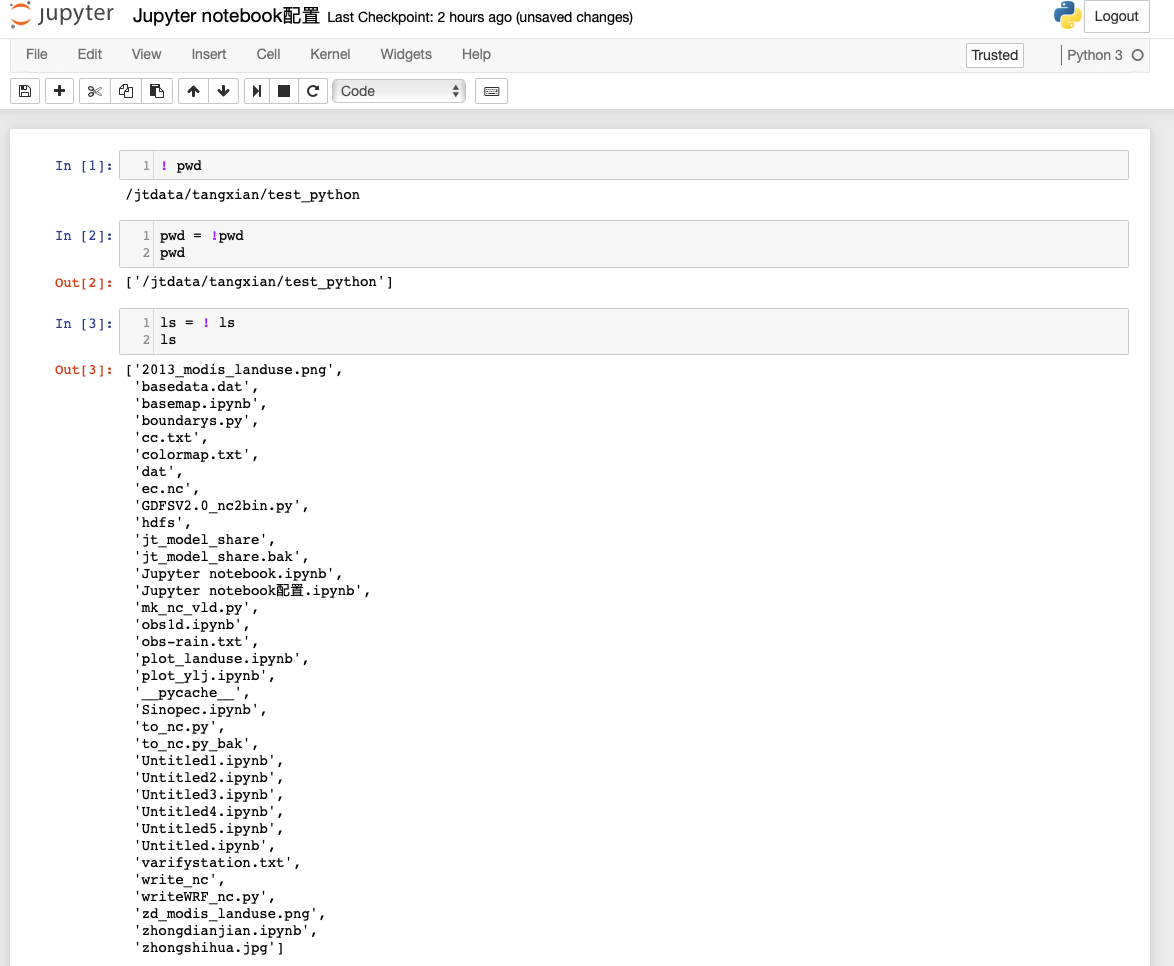 jupyter Jupyter notebook配置 Last Checkpoint: 2 hours ago (unsaved changes) Logout
File Edit View Insert Cell Kernel Widgets Help Trusted Python 3
Code
In [1]: 1 ! pwd
/jtdata/tangxian/test_python
In [2]: 1 pwd = !pwd
2 pwd
Out[2]: ['/jtdata/tangxian/test_python']
In [3]: 1 ls = ! ls
2 ls
Out[3]: ['2013_modis_landuse.png',
'basedata.dat',
'basemap.ipynb',
'boundarys.py',
'cc.txt',
'colormap.txt',
'dat',
'ec.nc',
'GDFSV2.0_nc2bin.py',
'hdfs',
'jt_model_share',
'jt_model_share.bak',
'Jupyter notebook.ipynb',
'Jupyter notebook配置.ipynb',
'mk_nc_vld.py',
'obs1d.ipynb',
'obs-rain.txt',
'plot_landuse.ipynb',
'plot_ylj.ipynb',
'__pycache__',
'Sinopec.ipynb',
'to_nc.py',
'to_nc.py_bak',
'Untitled1.ipynb',
'Untitled2.ipynb',
'Untitled3.ipynb',
'Untitled4.ipynb',
'Untitled5.ipynb',
'Untitled.ipynb',
'varifystation.txt',
'write_nc',
'writeWRF_nc.py',
'zd_modis_landuse.png',
'zhongdianjian.ipynb',
'zhongshihua.jpg']